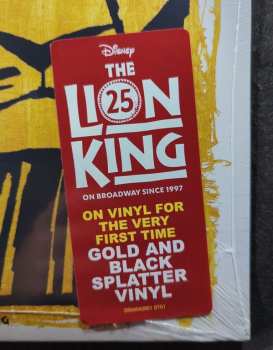 Disney
THE
LION
25
KING
ON BROADWAY SINCE 1997
ON VINYL FOR
THE VERY
FIRST TIME
GOLD AND
BLACK
SPLATTER
VINYL